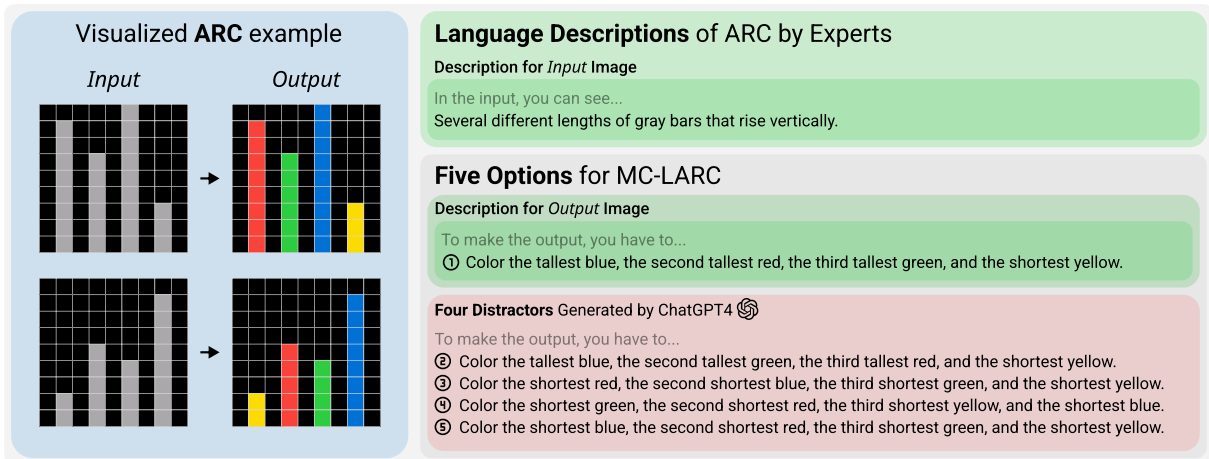 Visualized ARC example
Input
Output
Language Descriptions of ARC by Experts
Description for Input Image
In the input, you can see...
Several different lengths of gray bars that rise vertically.
Five Options for MC-LARC
Description for Output Image
To make the output, you have to...
① Color the tallest blue, the second tallest red, the third tallest green, and the shortest yellow.
Four Distractors Generated by ChatGPT4
To make the output, you have to...
② Color the tallest blue, the second tallest green, the third tallest red, and the shortest yellow.
③ Color the shortest red, the second shortest blue, the third shortest green, and the shortest yellow.
④ Color the shortest green, the second shortest red, the third shortest yellow, and the shortest blue.
⑤ Color the shortest blue, the second shortest red, the third shortest green, and the shortest yellow.